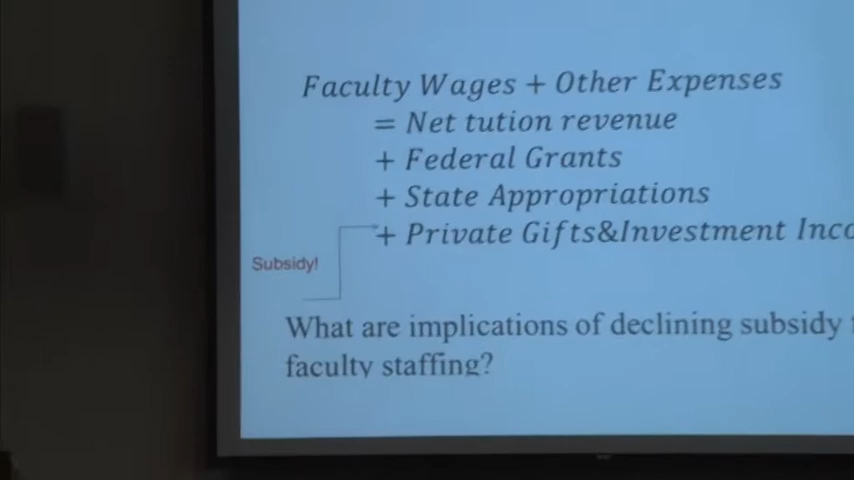 Faculty Wages + Other Expenses
= Net tution revenue
+ Federal Grants
+ State Appropriations
+ Private Gifts&Investment
Subsidy!
What are implications of declining subsidy
faculty staffing?